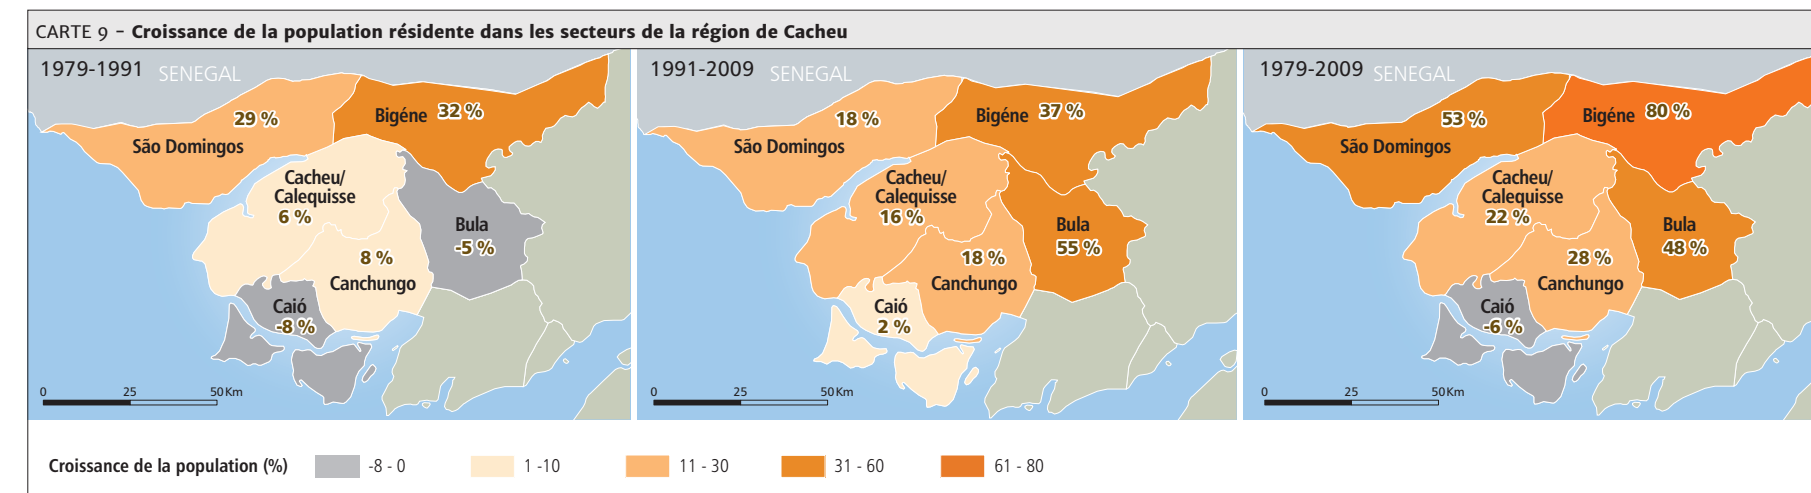 CARTE 9 – Croissance de la population résidente dans les secteurs de la région de Cacheu
1979-1991
SENEGAL
29 %
São Domingos
Bigéne 32 %
Cacheu/
Calequisse
6 %
Bula
-5 %
8 %
Canchungo
Caió
-8 %
0 25 50 Km
1991-2009
SENEGAL
18 %
São Domingos
Bigéne 37 %
Cacheu/
Calequisse
16 %
Bula
55 %
18 %
Canchungo
Caió
2 %
0 25 50 Km
1979-2009
SENEGAL
53 %
São Domingos
Bigéne 80 %
Cacheu/
Calequisse
22 %
Bula
48 %
28 %
Canchungo
Caió
-6 %
0 25 50 Km
Croissance de la population (%) -8 - 0 1 -10 11 - 30 31 - 60 61 - 80